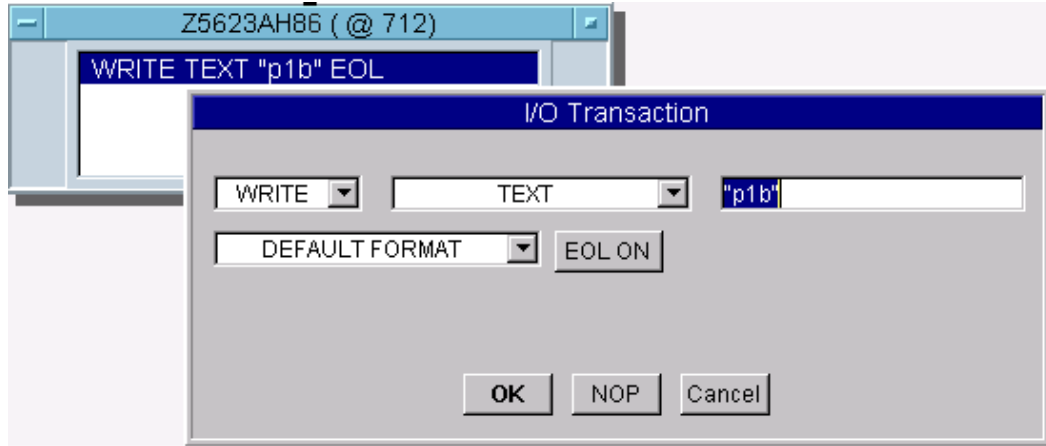 Z5623AH86 ( @ 712)
WRITE TEXT "p1b" EOL
I/O Transaction
WRITE TEXT "p1b"
DEFAULT FORMAT EOL ON
OK NOP Cancel